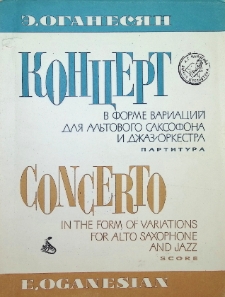 Э. ОГАНЕСЯН
КОНЦЕРТ
В ФОРМЕ ВАРИАЦИЙ
ДЛЯ АЛЬТОВОГО САКСОФОНА
И ДЖАЗ-ОРКЕСТРА
ПАРТИТУРА
CONCERTO
IN THE FORM OF VARIATIONS
FOR ALTO SAXOPHONE
AND JAZZ
SCORE
E. OGANESIAN